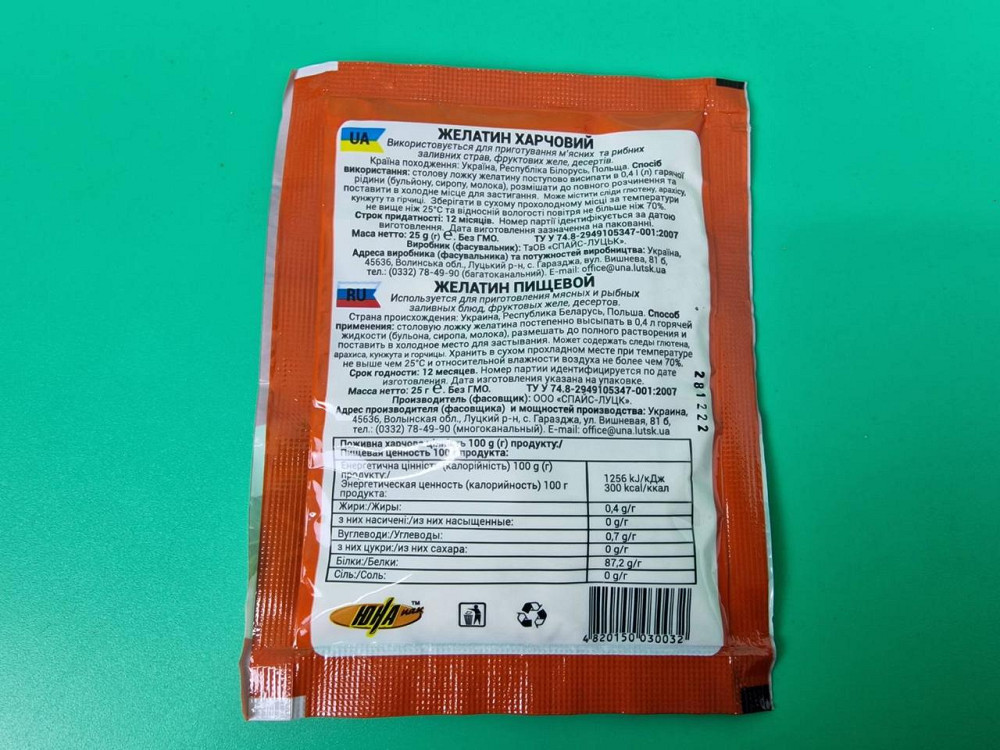 UA
ЖЕЛАТИН ХАРЧОВИЙ
Використовується для приготування м'ясних та рибних
заливних страв, фруктових желе, десертів.
Країна походження: Україна, Республіка Білорусь, Польща. Спосіб
використання: столову ложку желатину поступово висипати в 0,4 l (л) гарячої
рідини (бульйону, сиропу, молока), розмішати до повного розчинення та
поставити в холодне місце для застигання. Може містити сліди глютену, арахісу,
кунжуту та гірчиці. Зберігати в сухому прохолодному місці за температури
не вище ніж 25°С та відносній вологості повітря не більше ніж 70%.
Строк придатності: 12 місяців. Номер партії ідентифікується за датою
виготовлення. Дата виготовлення зазначенна на пакованні.
Маса нетто: 25 g (г) ℮. Без ГМО. ТУ У 74.8-2949105347-001:2007
Виробник (фасувальник): ТзОВ «СПАЙС-ЛУЦЬК».
Адреса виробника (фасувальника) та потужностей виробництва: Україна,
45636, Волинська обл., Луцький р-н, с. Гаразджа, вул. Вишнева, 81 б,
тел.: (0332) 78-49-90 (багатоканальний). E-mail: office@una.lutsk.ua
RU
ЖЕЛАТИН ПИЩЕВОЙ
Используется для приготовления мясных и рыбных
заливных блюд, фруктовых желе, десертов.
Страна происхождения: Украина, Республика Беларусь, Польша. Способ
применения: столовую ложку желатина постепенно высыпать в 0,4 л горячей
жидкости (бульона, сиропа, молока), размешать до полного растворения и
поставить в холодное место для застывания. Может содержать следы глютена,
арахиса, кунжута и горчицы. Хранить в сухом прохладном месте при температуре
не выше чем 25°С и относительной влажности воздуха не более чем 70%.
Срок годности: 12 месяцев. Номер партии идентифицируется по дате
изготовления. Дата изготовления указана на упаковке.
Масса нетто: 25 г ℮. Без ГМО. ТУ У 74.8-2949105347-001:2007
Производитель (фасовщик): ООО «СПАЙС-ЛУЦК».
Адрес производителя (фасовщика) и мощностей производства: Украина,
45636, Волынская обл., Луцкий р-н, с. Гаразджа, ул. Вишневая, 81 б,
тел.: (0332) 78-49-90 (многоканальный). E-mail: office@una.lutsk.ua
281222
Поживна харчова цінність 100 g (г) продукту:/
Пищевая ценность 100 г продукта:
Енергетична цінність (калорійність) 100 g (г)
продукту:/
Энергетическая ценность (калорийность) 100 г
продукта:
1256 kJ/кДж
300 kcal/ккал
Жири:/Жиры: 0,4 g/г
з них насичені:/из них насыщенные: 0 g/г
Вуглеводи:/Углеводы: 0,7 g/г
з них цукри:/из них сахара: 0 g/г
Білки:/Белки: 87,2 g/г
Сіль:/Соль: 0 g/г
ЮНА пак ™
4820150030032